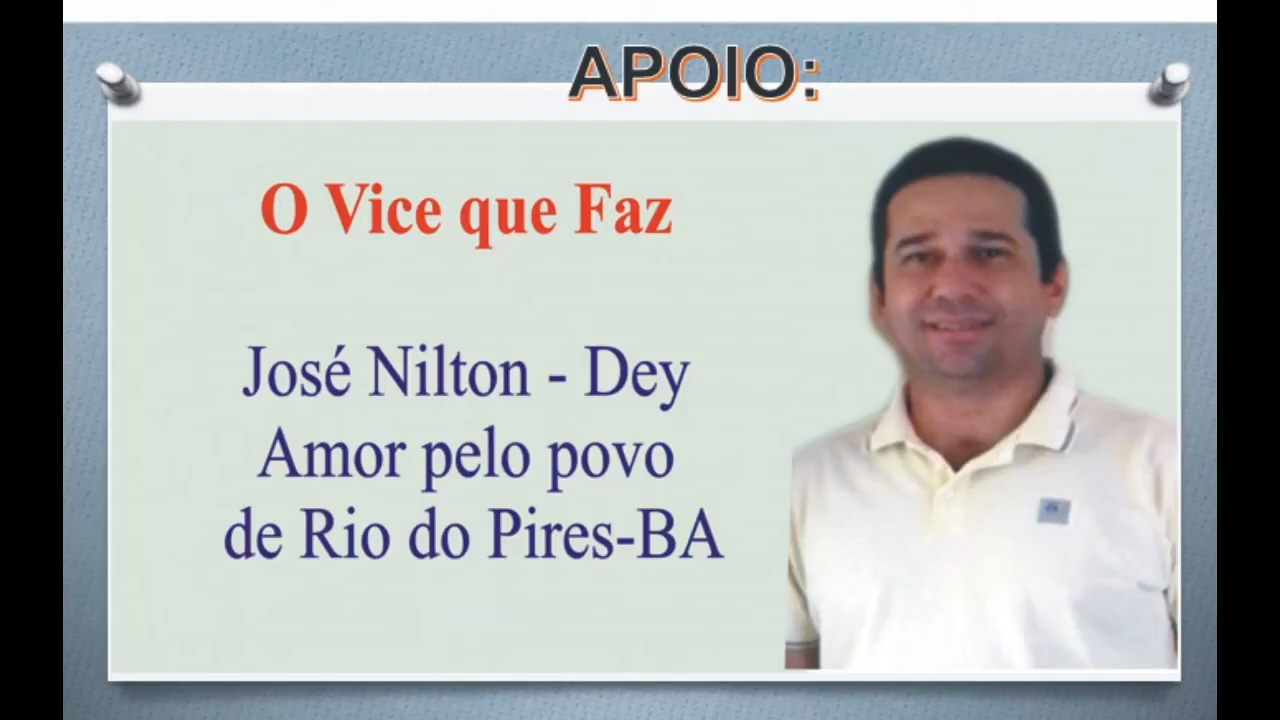 APOIO:
O Vice que Faz
José Nilton - Dey
Amor pelo povo
de Rio do Pires-BA